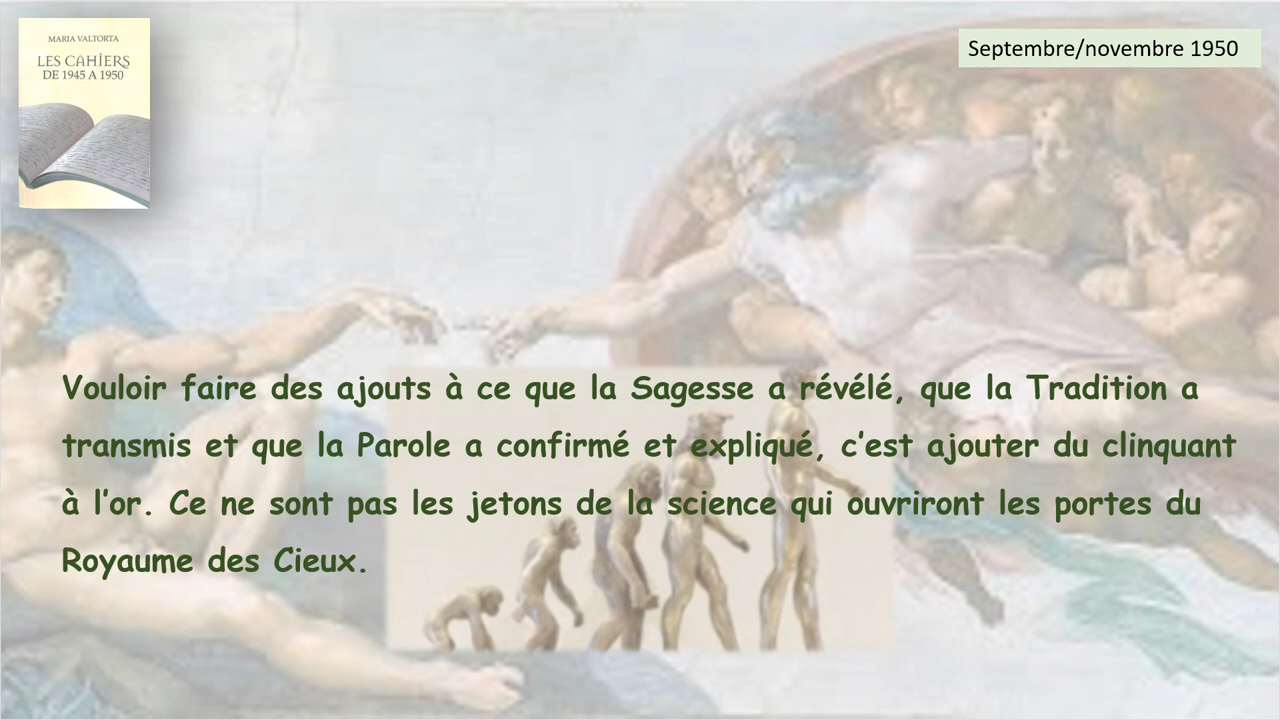 MARIA VALTORTA
LES CAHIERS
DE 1945 A 1950
Septembre/novembre 1950
Vouloir faire des ajouts à ce que la Sagesse a révélé, que la Tradition a
transmis et que la Parole a confirmé et expliqué, c’est ajouter du clinquant
à l’or. Ce ne sont pas les jetons de la science qui ouvriront les portes du
Royaume des Cieux.